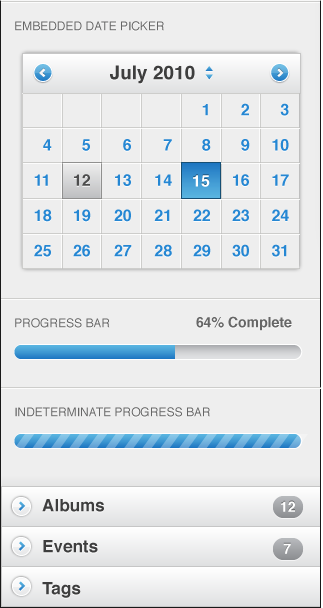 EMBEDDED DATE PICKER
July 2010
1 2 3
4 5 6 7 8 9 10
11 12 13 14 15 16 17
18 19 20 21 22 23 24
25 26 27 28 29 30 31
PROGRESS BAR 64% Complete
INDETERMINATE PROGRESS BAR
Albums 12
Events 7
Tags